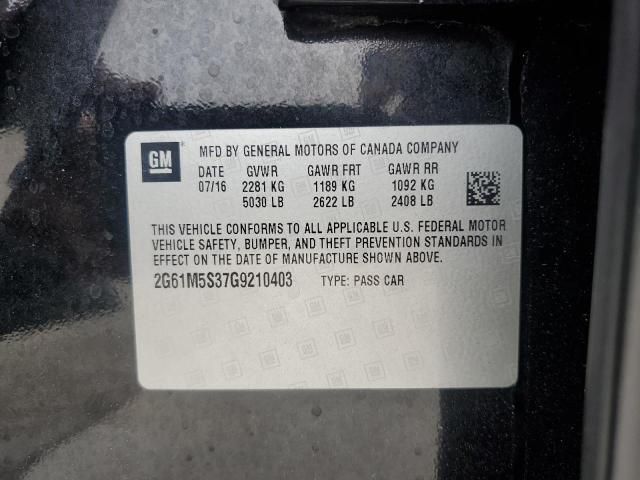 GM MFD BY GENERAL MOTORS OF CANADA COMPANY
DATE GVWR GAWR FRT GAWR RR
07/16 2281 KG 1189 KG 1092 KG
5030 LB 2622 LB 2408 LB
THIS VEHICLE CONFORMS TO ALL APPLICABLE U.S. FEDERAL MOTOR
VEHICLE SAFETY, BUMPER, AND THEFT PREVENTION STANDARDS IN
EFFECT ON THE DATE OF MANUFACTURE SHOWN ABOVE.
2G61M5S37G9210403 TYPE: PASS CAR